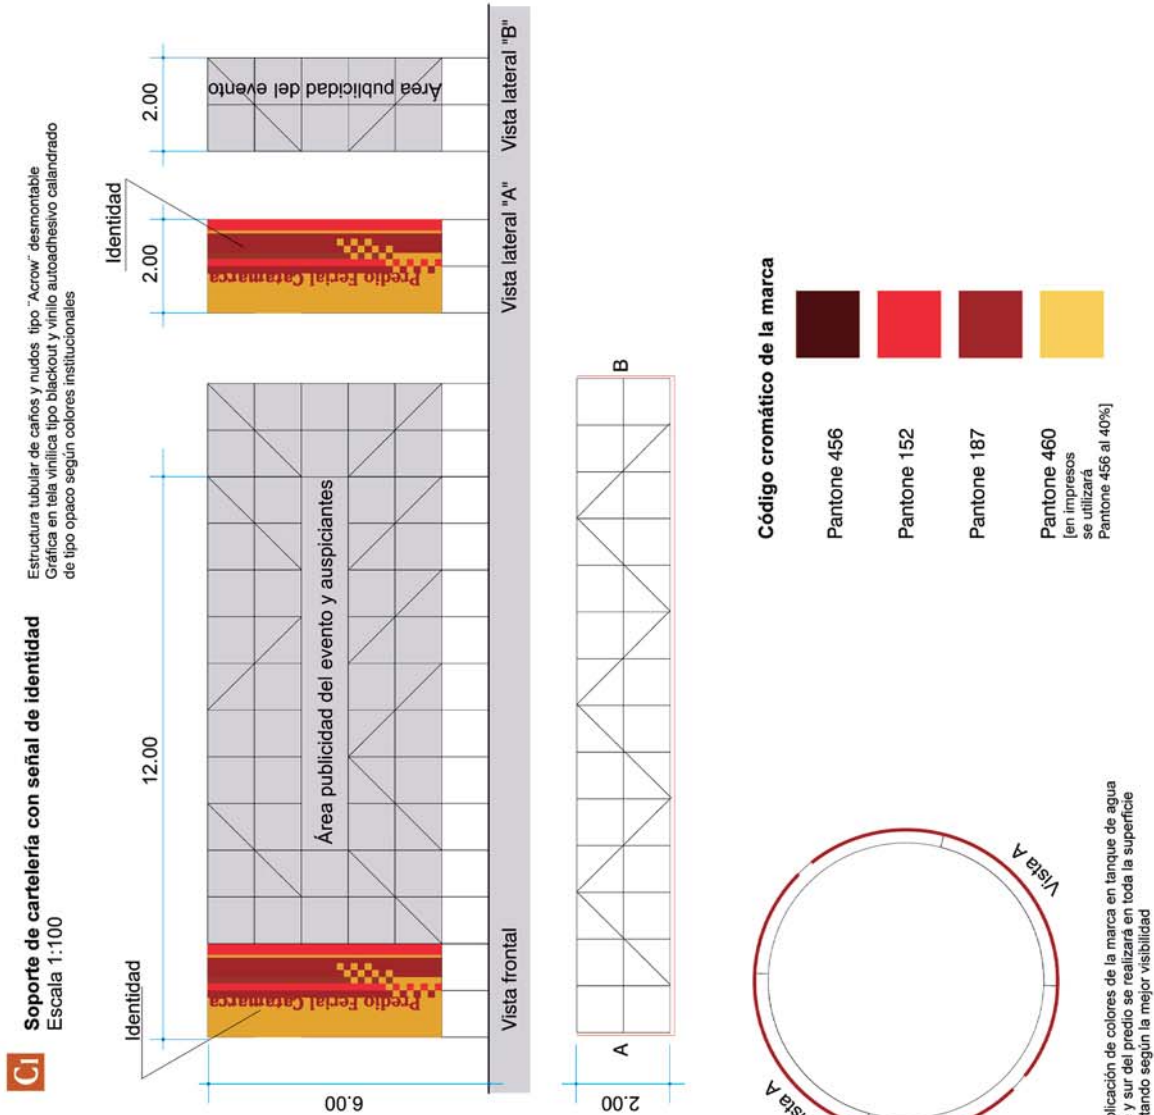 Ci
Soporte de cartelería con señal de identidad
Escala 1:100
Estructura tubular de caños y nudos tipo ¨Acrow¨ desmontable
Gráfica en tela vinílica tipo blackout y vinilo autoadhesivo calandrado
de tipo opaco según colores institucionales
Identidad
12.00
Identidad
2.00
2.00
6.00
Predio Ferial Catamarca
Área publicidad del evento y auspiciantes
Predio Ferial Catamarca
Área publicidad del evento
Vista frontal
Vista lateral "A"
Vista lateral "B"
2.00
A
B
Vista A
Vista A
plicación de colores de la marca en tanque de agua
y sur del predio se realizará en toda la superficie
tando según la mejor visibilidad
Código cromático de la marca
Pantone 456
Pantone 152
Pantone 187
Pantone 460
[en impresos
se utilizará
Pantone 456 al 40%]